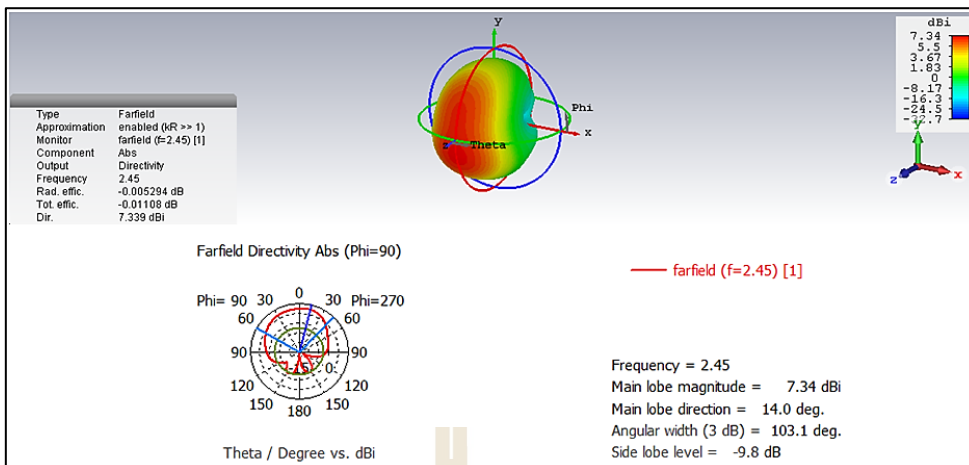 y
Phi
x
z
Theta
dBi
7.34
5.5
3.67
1.83
0
-8.17
-16.3
-24.5
-32.7
y
z
x
Type Farfield
Approximation enabled (kR >> 1)
Monitor farfield (f=2.45) [1]
Component Abs
Output Directivity
Frequency 2.45
Rad. effic. -0.005294 dB
Tot. effic. -0.01108 dB
Dir. 7.339 dBi
Farfield Directivity Abs (Phi=90)
farfield (f=2.45) [1]
Phi= 90 30 0 30 Phi=270
60 60
90 -15 0 90
120 120
150 180 150
Theta / Degree vs. dBi
Frequency = 2.45
Main lobe magnitude = 7.34 dBi
Main lobe direction = 14.0 deg.
Angular width (3 dB) = 103.1 deg.
Side lobe level = -9.8 dB